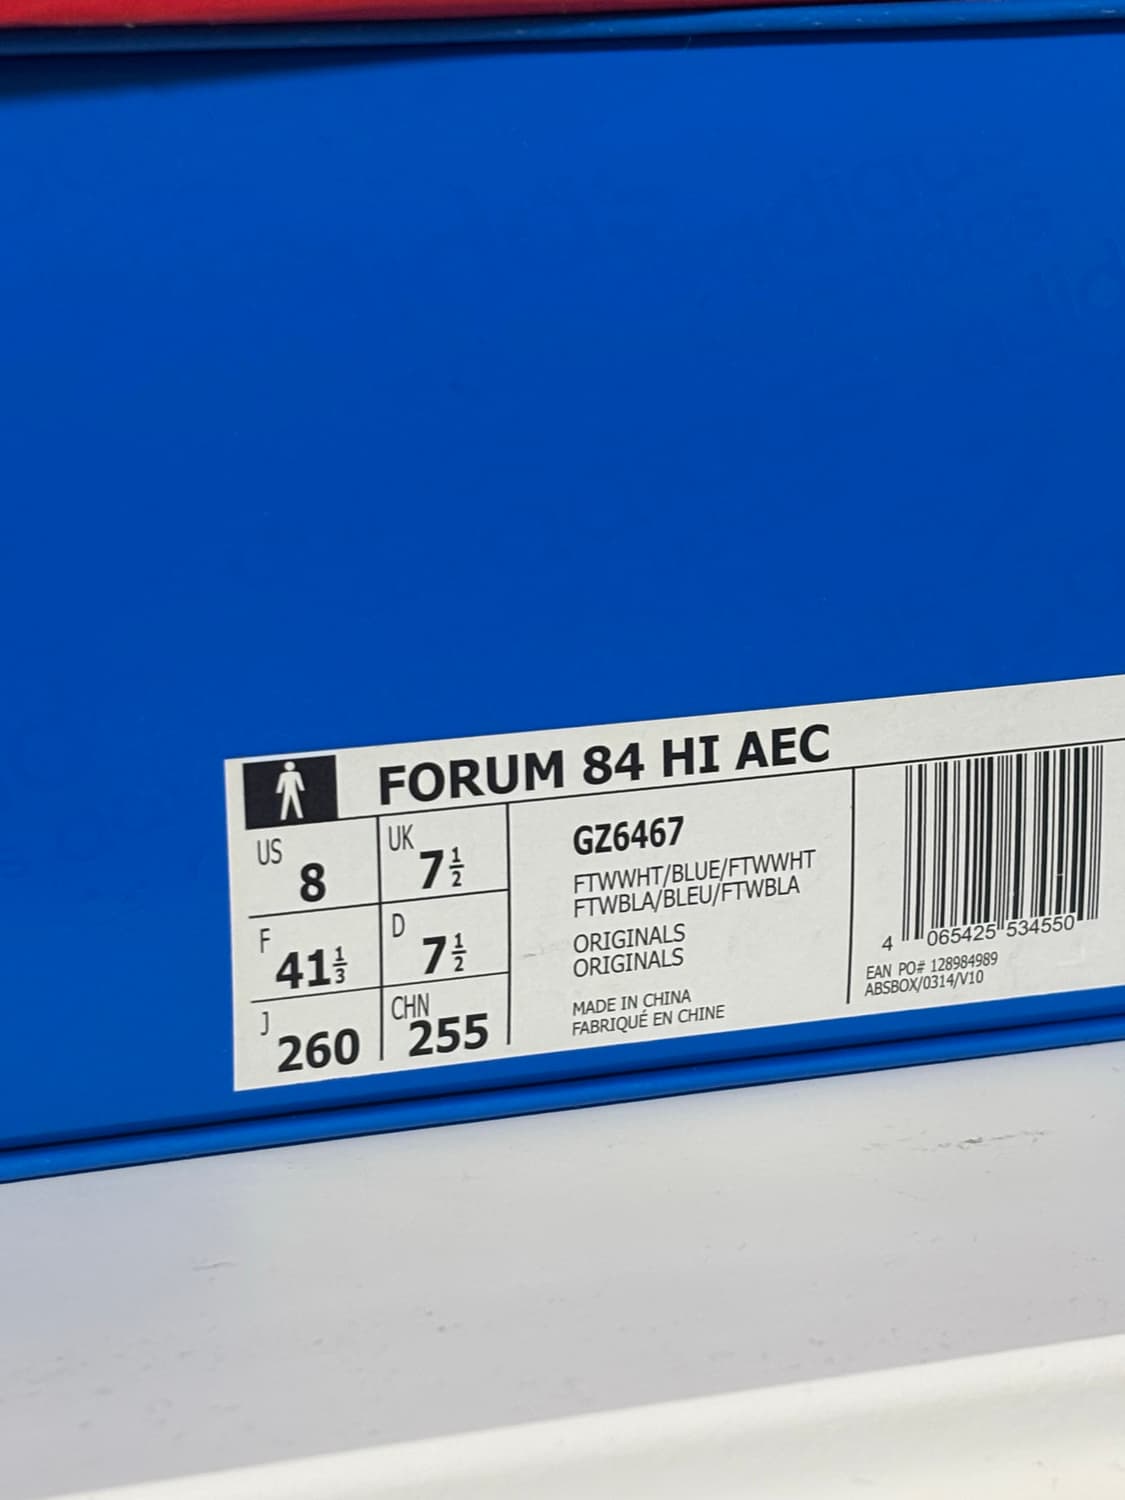 FORUM 84 HI AEC
US 8 UK 7½
F 41⅓ D 7½
J 260 CHN 255
GZ6467
FTWWHT/BLUE/FTWWHT
FTWBLA/BLEU/FTWBLA
ORIGINALS
ORIGINALS
MADE IN CHINA
FABRIQUÉ EN CHINE
4 065425 534550
EAN PO# 128984989
ABSBOX/0314/V10